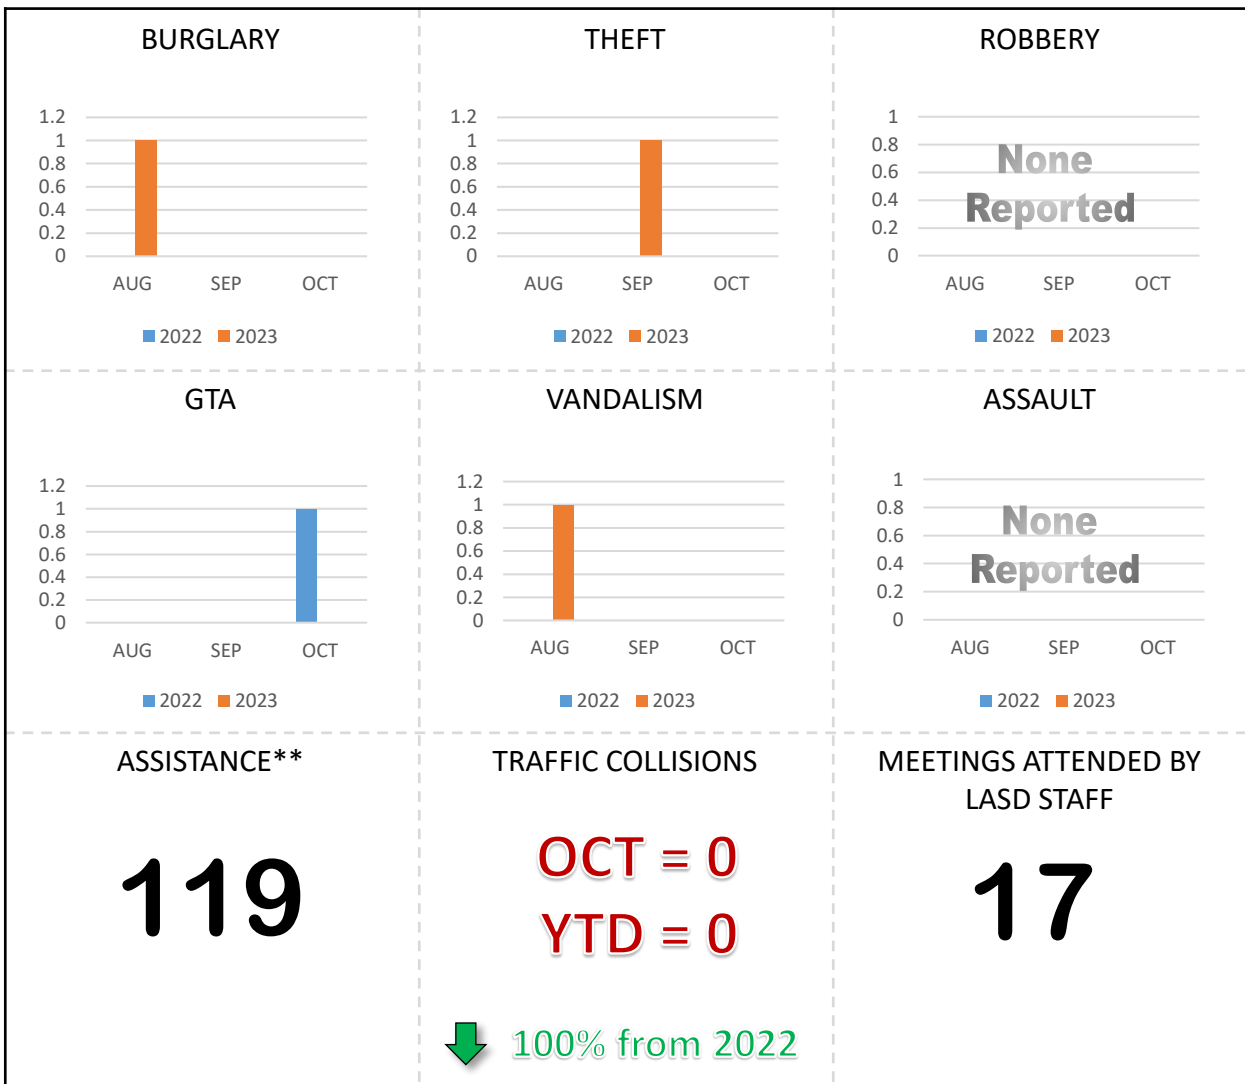 BURGLARY
1.2
1
0.8
0.6
0.4
0.2
0
AUG SEP OCT
2022 2023
THEFT
1.2
1
0.8
0.6
0.4
0.2
0
AUG SEP OCT
2022 2023
ROBBERY
1
0.8
0.6
0.4
0.2
0
None
Reported
AUG SEP OCT
2022 2023
GTA
1.2
1
0.8
0.6
0.4
0.2
0
AUG SEP OCT
2022 2023
VANDALISM
1.2
1
0.8
0.6
0.4
0.2
0
AUG SEP OCT
2022 2023
ASSAULT
1
0.8
0.6
0.4
0.2
0
None
Reported
AUG SEP OCT
2022 2023
ASSISTANCE**
119
TRAFFIC COLLISIONS
OCT = 0
YTD = 0
100% from 2022
MEETINGS ATTENDED BY
LASD STAFF
17